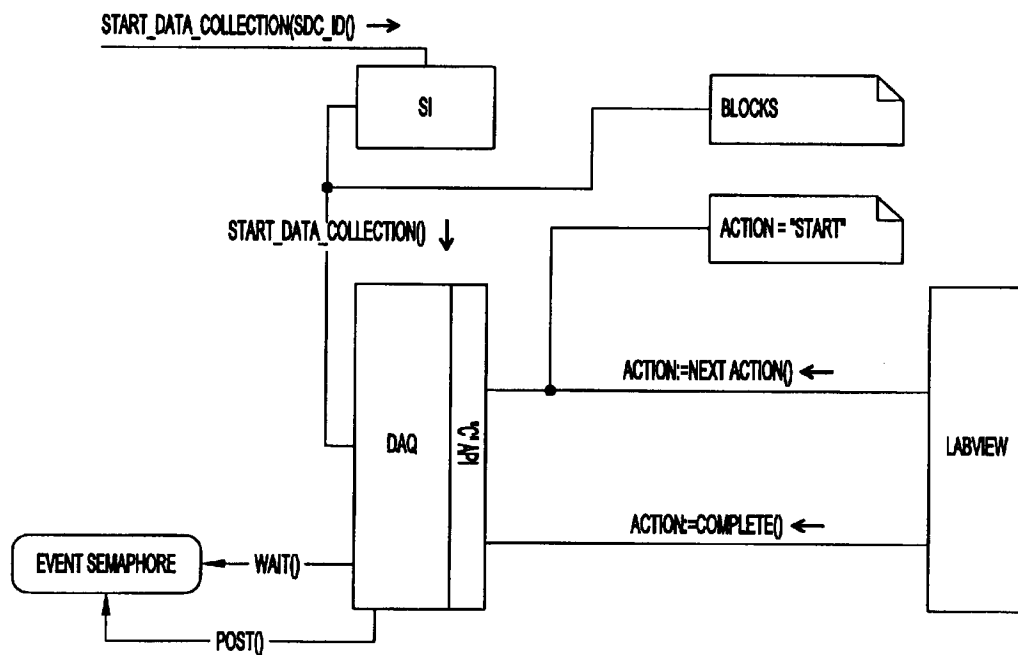 START_DATA_COLLECTION(SDC_ID()
SI
BLOCKS
START_DATA_COLLECTION()
ACTION = "START"
ACTION:=NEXT ACTION()
DAQ
"C" API
LABVIEW
ACTION:=COMPLETE()
EVENT SEMAPHORE
WAIT()
POST()